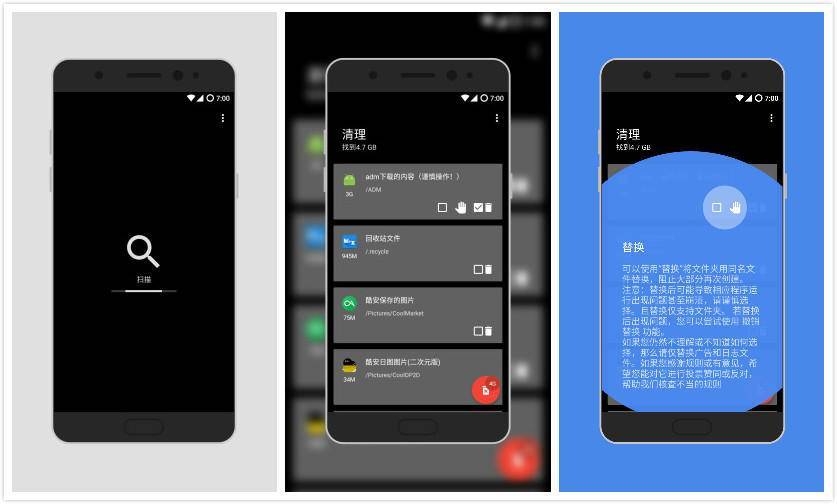 7:00
扫描
7:00
清理
找到4.7 GB
adm下载的内容（谨慎操作！）
/ADM
3G
回收站文件
/.recycle
945M
酷安保存的图片
/Pictures/CoolMarket
75M
酷安日图图片(二次元版)
/Pictures/CoolDP2D
34M
4G
7:00
清理
找到4.7 GB
替换
可以使用"替换"将文件夹用同名文
件替换，阻止大部分再次创建。
注意：替换后可能导致相应程序运
行出现问题甚至崩溃，请谨慎选
择。目替换仅支持文件夹。若替换
后出现问题，您可以尝试使用 撤销
替换 功能。
如果您仍然不理解或不知道如何选
择，那么请仅替换广告和日志文
件。如果您感谢规则或有意见，希
望您能对它进行投票赞同或反对，
帮助我们核查不当的规则